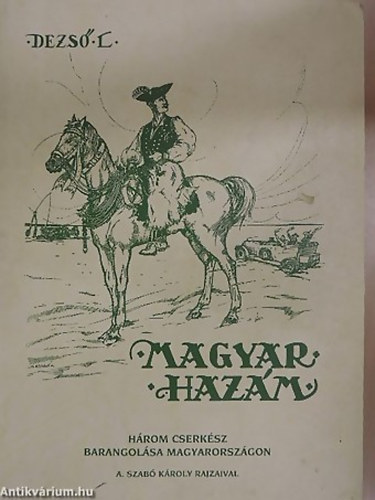 ·DEZSŐ·L·
·MAGYAR·
·HAZÁM·
HÁROM CSERKÉSZ
BARANGOLÁSA MAGYARORSZÁGON
A. SZABÓ KÁROLY RAJZAIVAL
Antikvárium.hu